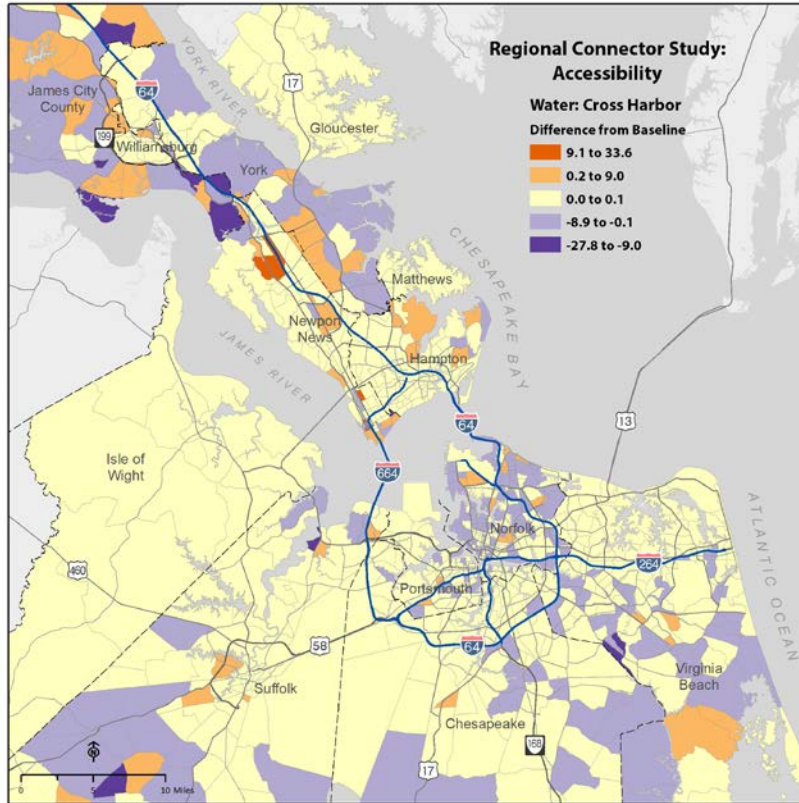 Regional Connector Study:
Accessibility
Water: Cross Harbor
Difference from Baseline
9.1 to 33.6
0.2 to 9.0
0.0 to 0.1
-8.9 to -0.1
-27.8 to -9.0
James City
County
64
YORK RIVER
17
Gloucester
199
Williamsburg
York
CHESAPEAKE BAY
Matthews
Newport
News
JAMES RIVER
Hampton
64
13
Isle of
Wight
664
Norfolk
ATLANTIC OCEAN
460
264
Portsmouth
58
64
Virginia
Beach
Suffolk
Chesapeake
168
17
N
0 5 10 Miles